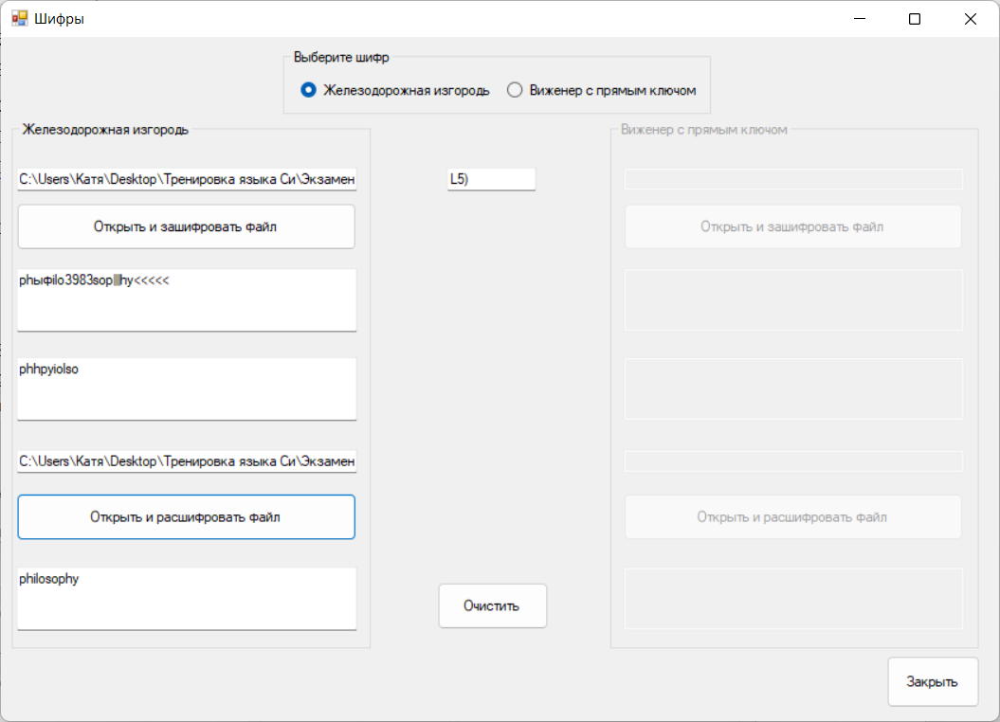 Шифры
Выберите шифр
Железодорожная изгородь
Виженер с прямым ключом
Железодорожная изгородь
C:\Users\Катя\Desktop\Тренировка языка Си\Экзамен
Открыть и зашифровать файл
phыфilo3983sop|||hy<<<<<
phhpyiolso
C:\Users\Катя\Desktop\Тренировка языка Си\Экзамен
Открыть и расшифровать файл
philosophy
L5)
Очистить
Виженер с прямым ключом
Открыть и зашифровать файл
Открыть и расшифровать файл
Закрыть